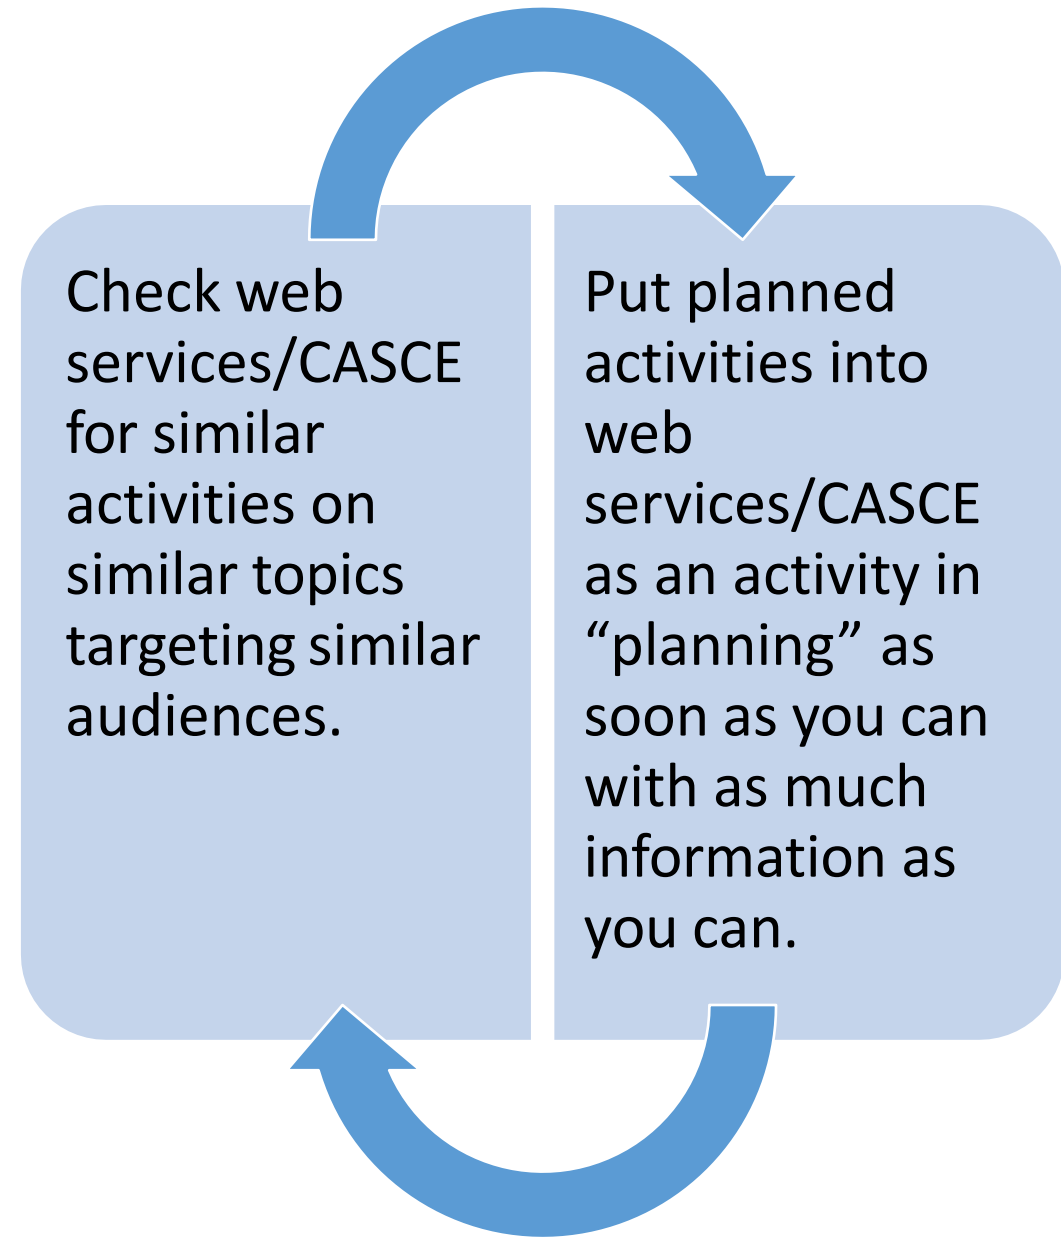 Check web
services/CASCE
for similar
activities on
similar topics
targeting similar
audiences.
Put planned
activities into
web
services/CASCE
as an activity in
“planning” as
soon as you can
with as much
information as
you can.